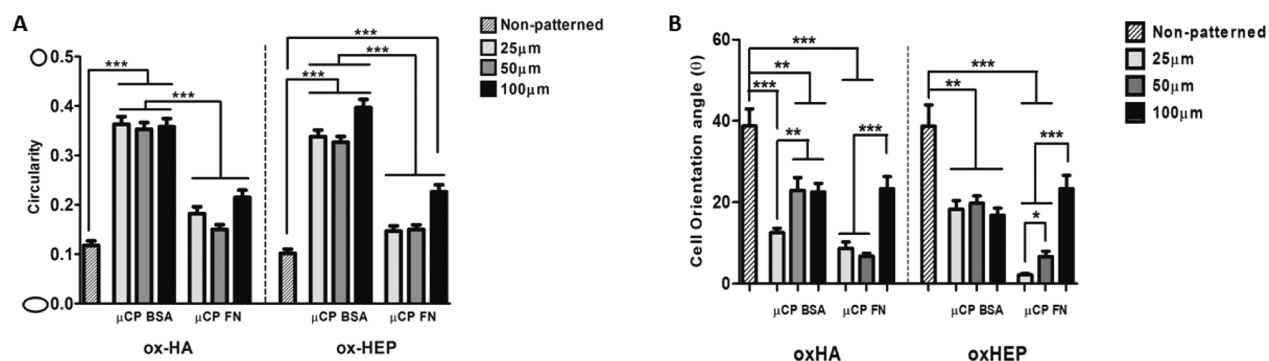 A
Non-patterned
25µm
50µm
100µm
***
***
***
***
***
Circularity
0.5
0.4
0.3
0.2
0.1
0.0
µCP BSA
µCP FN
µCP BSA
µCP FN
ox-HA
ox-HEP
B
Non-patterned
25µm
50µm
100µm
***
**
***
**
***
***
**
***
*
Cell Orientation angle (θ)
60
40
20
0
µCP BSA
µCP FN
µCP BSA
µCP FN
oxHA
oxHEP